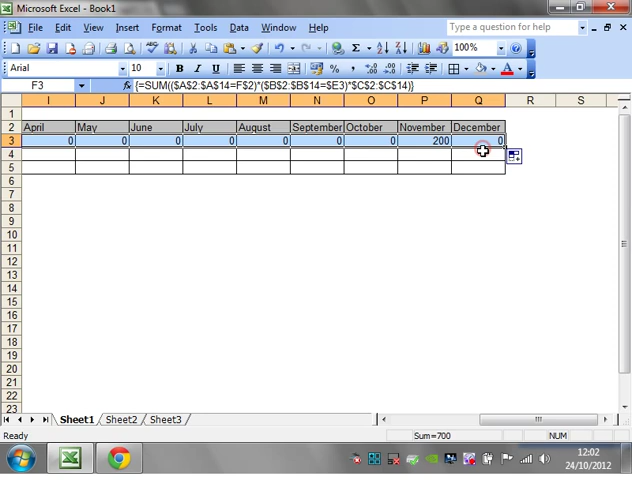 Microsoft Excel - Book1
File Edit View Insert Format Tools Data Window Help
Type a question for help
100%
Arial 10 B I U
F3 fx {=SUM(($A$2:$A$14=F$2)*($B$2:$B$14=$E3)*$C$2:$C$14)}
I J K L M N O P Q R S
1
2 April May June July August September October November December
3 0 0 0 0 0 0 0 200 0
4
5
6
7
8
9
10
11
12
13
14
15
16
17
18
19
20
21
22
23
Sheet1 Sheet2 Sheet3
Ready Sum=700 NUM
12:02
24/10/2012